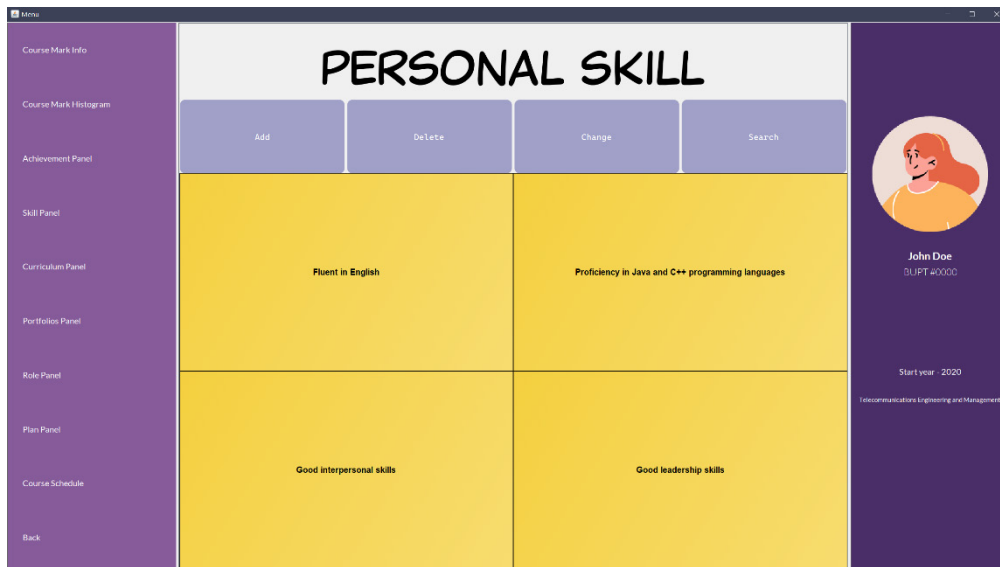 Menu
Course Mark Info
Course Mark Histogram
Achievement Panel
Skill Panel
Curriculum Panel
Portfolios Panel
Role Panel
Plan Panel
Course Schedule
Back
PERSONAL SKILL
Add Delete Change Search
Fluent in English
Proficiency in Java and C++ programming languages
Good interpersonal skills
Good leadership skills
John Doe
BUPT #0000
Start year - 2020
Telecommunications Engineering and Management